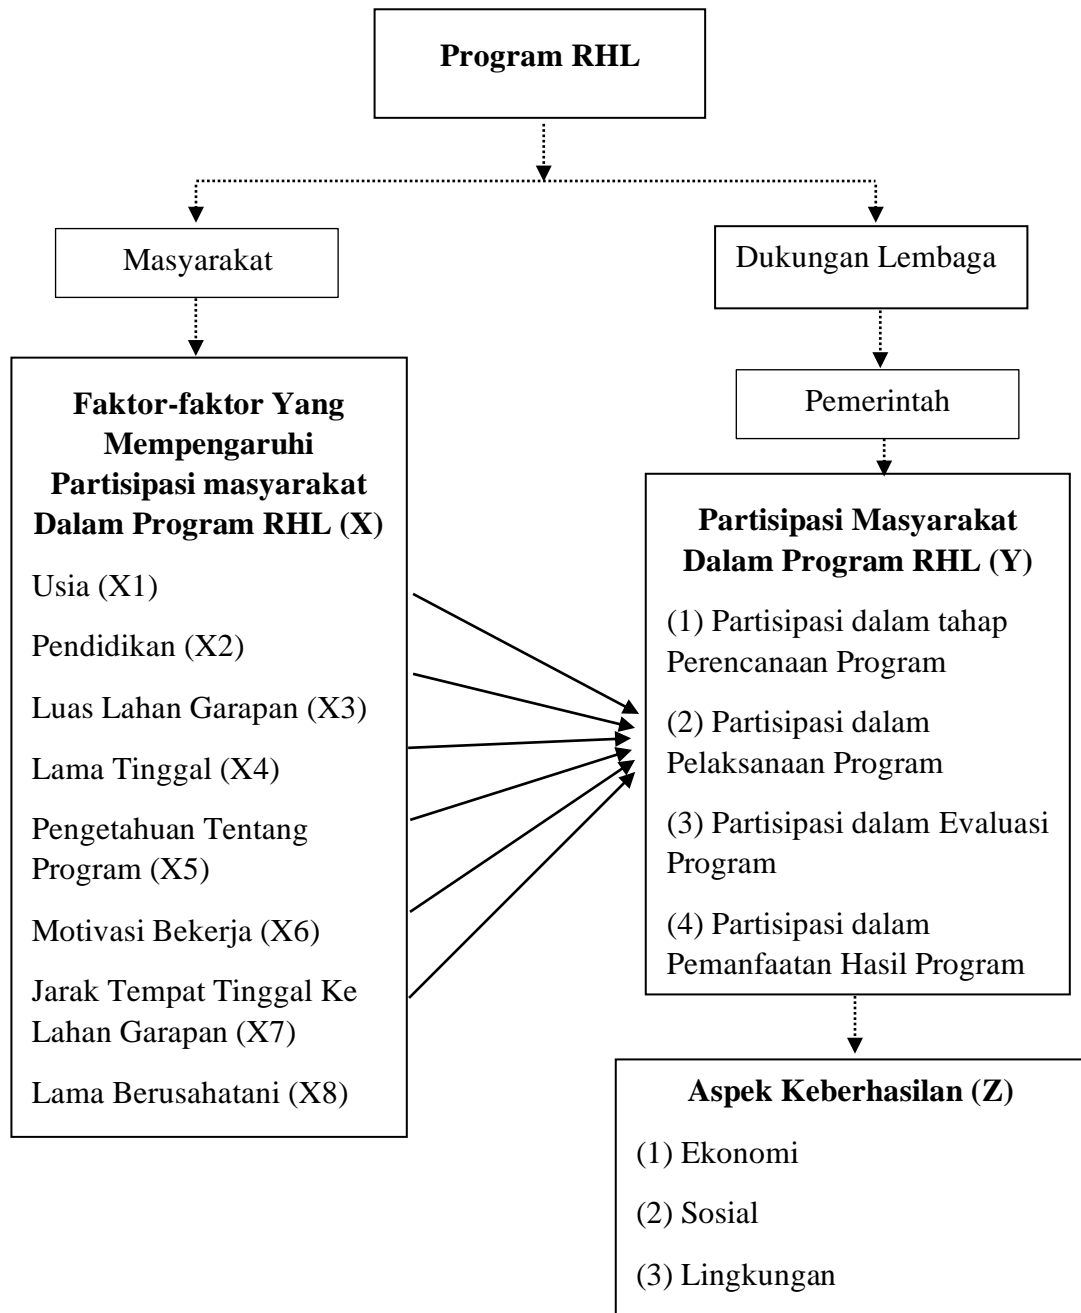 Program RHL
Masyarakat
Dukungan Lembaga
Pemerintah
Faktor-faktor Yang
Mempengaruhi
Partisipasi masyarakat
Dalam Program RHL (X)
Usia (X1)
Pendidikan (X2)
Luas Lahan Garapan (X3)
Lama Tinggal (X4)
Pengetahuan Tentang
Program (X5)
Motivasi Bekerja (X6)
Jarak Tempat Tinggal Ke
Lahan Garapan (X7)
Lama Berusahatani (X8)
Partisipasi Masyarakat
Dalam Program RHL (Y)
(1) Partisipasi dalam tahap
Perencanaan Program
(2) Partisipasi dalam
Pelaksanaan Program
(3) Partisipasi dalam Evaluasi
Program
(4) Partisipasi dalam
Pemanfaatan Hasil Program
Aspek Keberhasilan (Z)
(1) Ekonomi
(2) Sosial
(3) Lingkungan